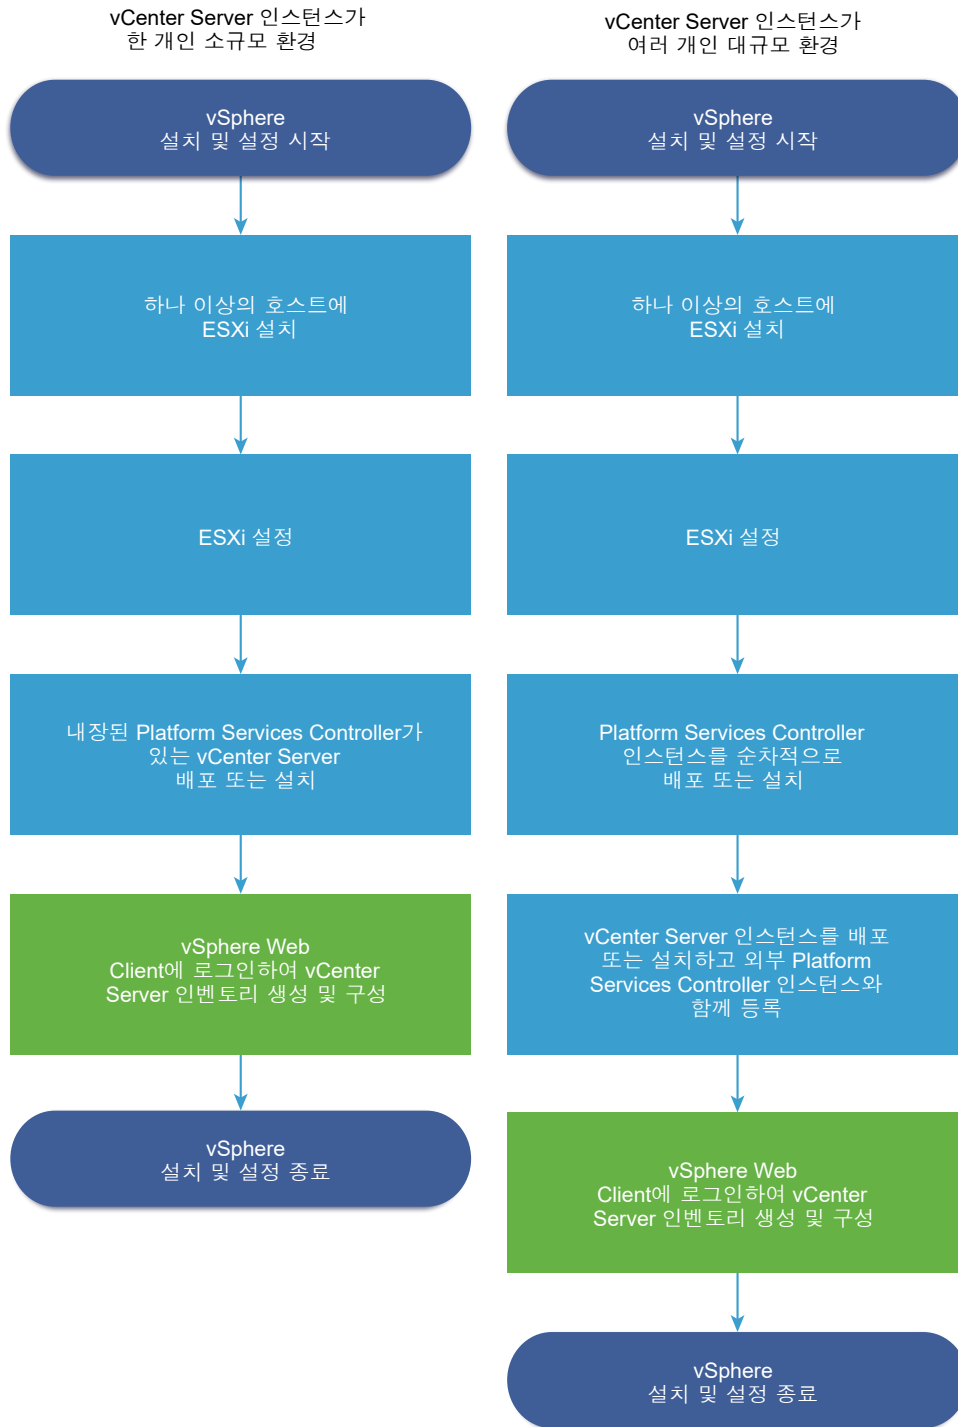 vCenter Server 인스턴스가
한 개인 소규모 환경
vSphere
설치 및 설정 시작
하나 이상의 호스트에
ESXi 설치
ESXi 설정
내장된 Platform Services Controller가
있는 vCenter Server
배포 또는 설치
vSphere Web
Client에 로그인하여 vCenter
Server 인벤토리 생성 및 구성
vSphere
설치 및 설정 종료
vCenter Server 인스턴스가
여러 개인 대규모 환경
vSphere
설치 및 설정 시작
하나 이상의 호스트에
ESXi 설치
ESXi 설정
Platform Services Controller
인스턴스를 순차적으로
배포 또는 설치
vCenter Server 인스턴스를 배포
또는 설치하고 외부 Platform
Services Controller 인스턴스와
함께 등록
vSphere Web
Client에 로그인하여 vCenter
Server 인벤토리 생성 및 구성
vSphere
설치 및 설정 종료